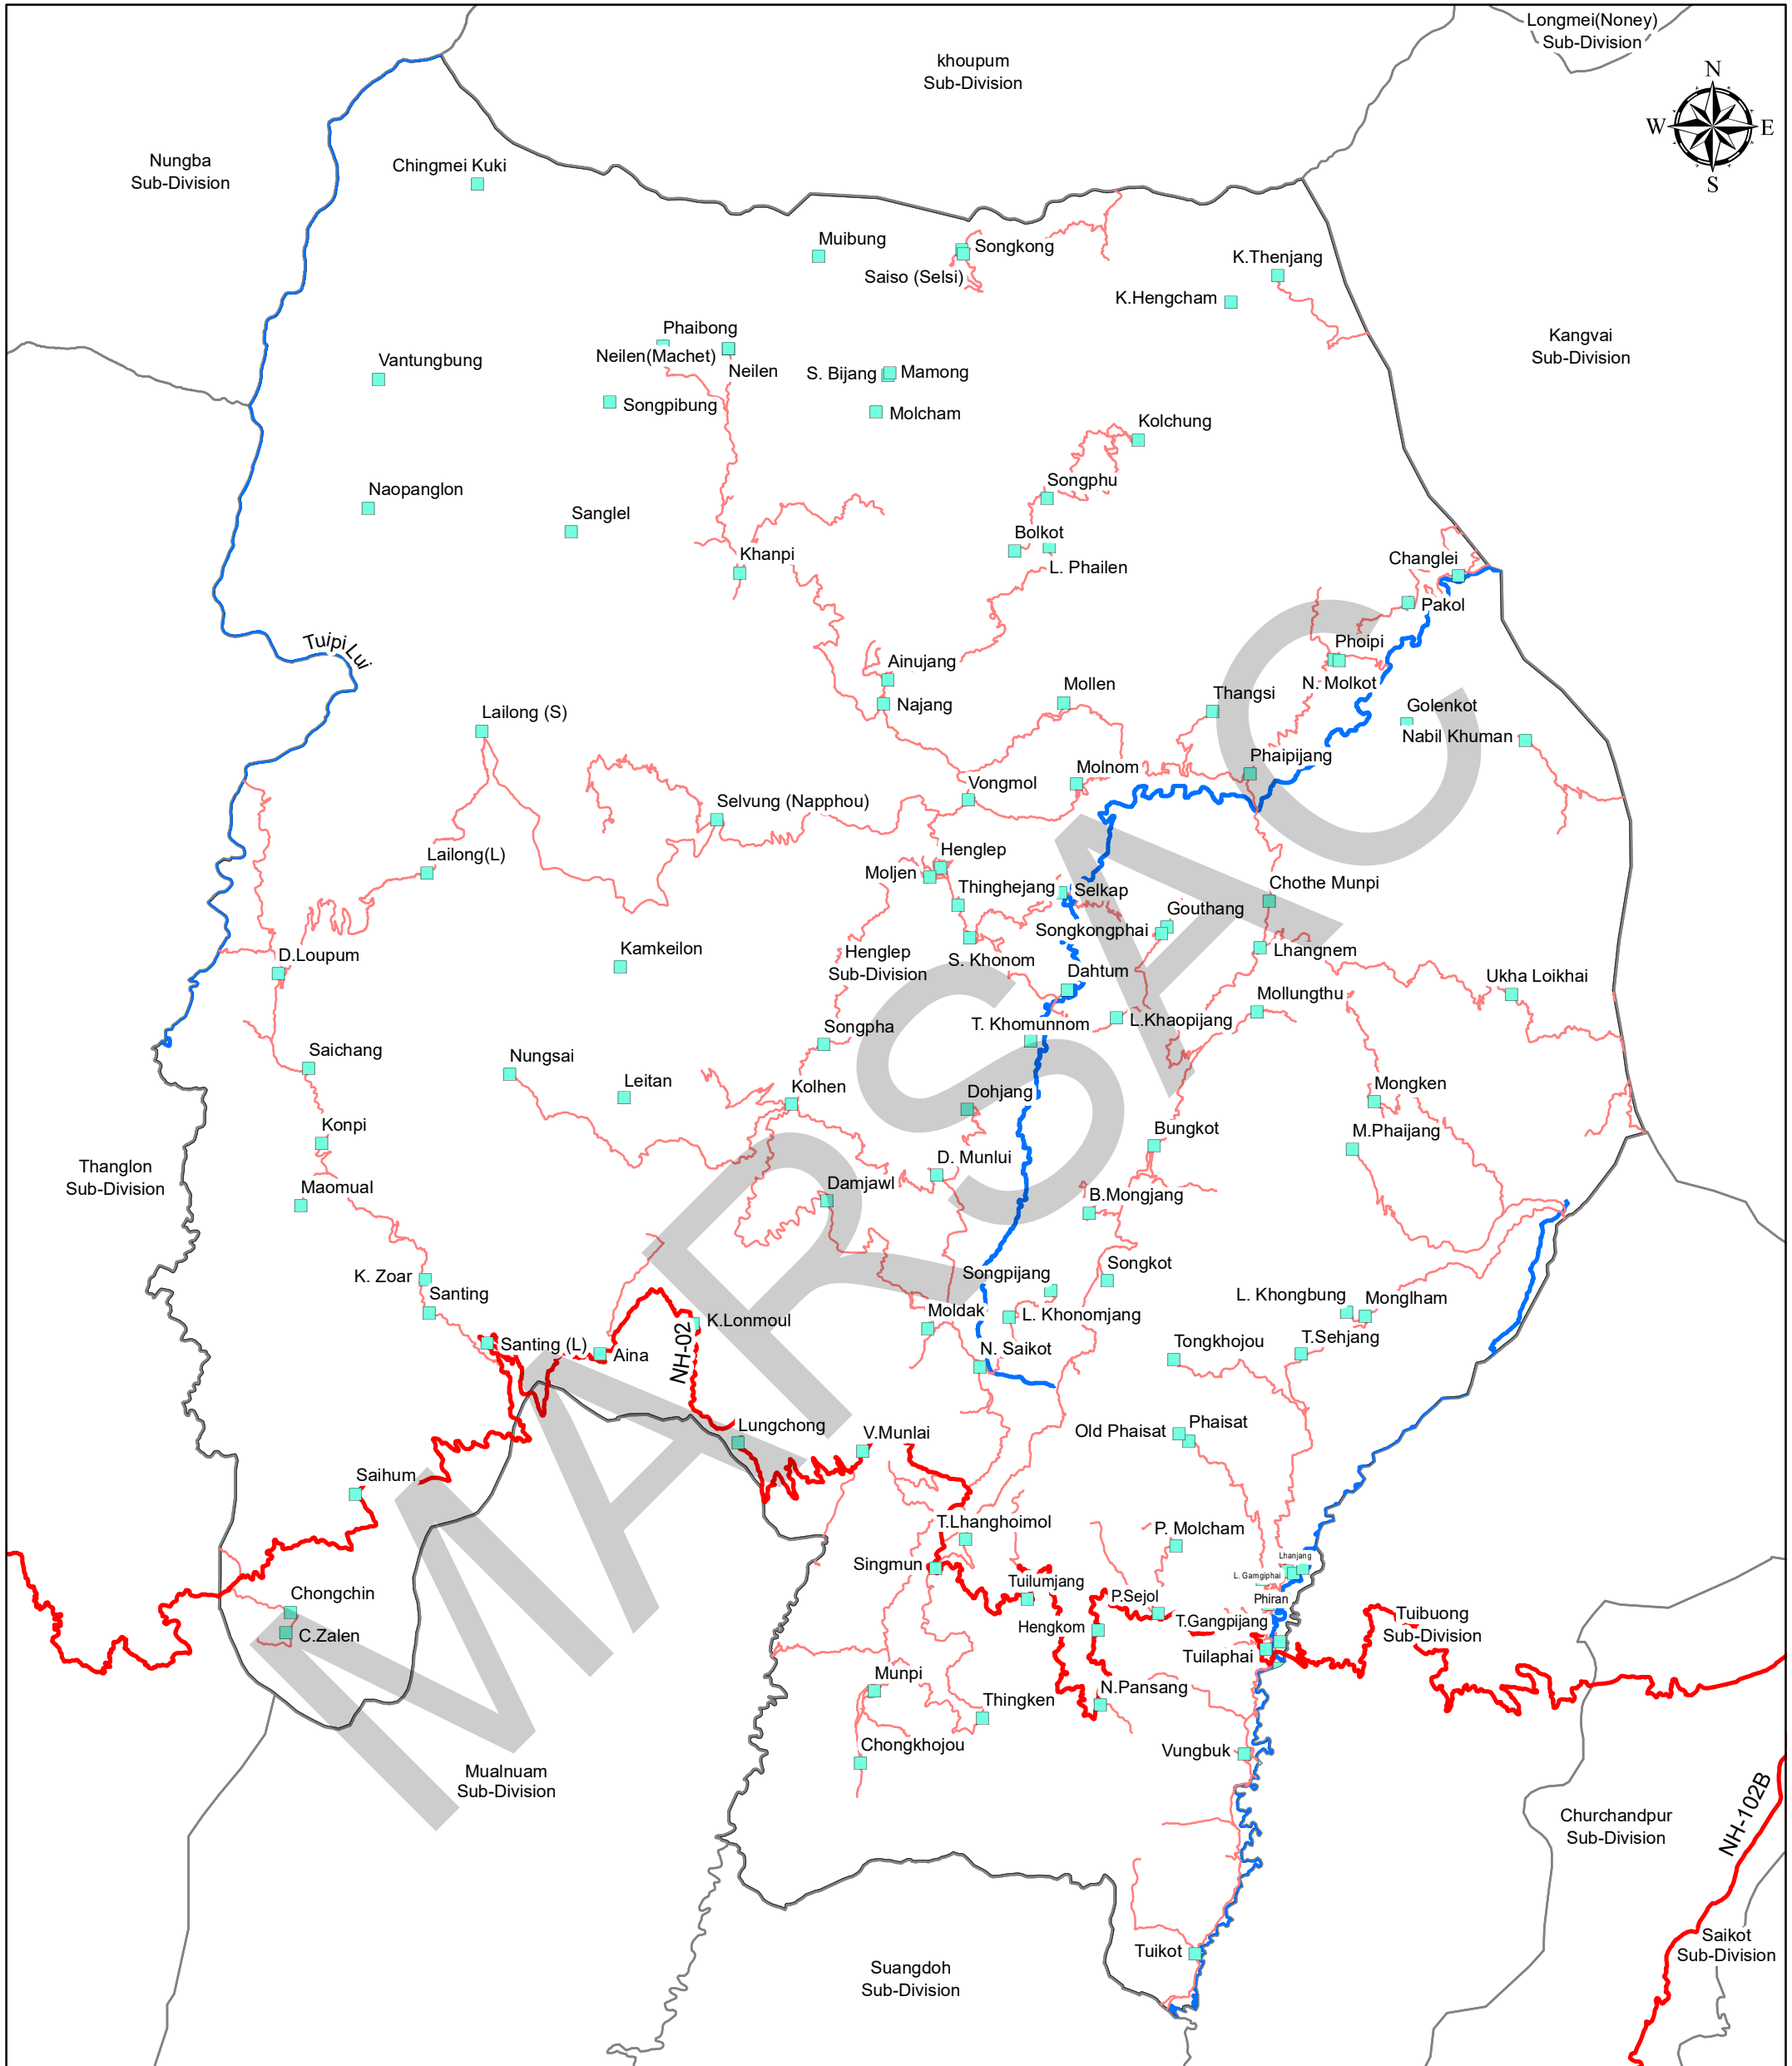 Longmei(Noney)
Sub-Division
khoupum
Sub-Division
N
W
E
S
Nungba
Sub-Division
Chingmei Kuki
Muibung
Songkong
Saiso (Selsi)
K.Thenjang
K.Hengcham
Kangvai
Sub-Division
Phaibong
Neilen(Machet)
Neilen
Vantungbung
S. Bijang
Mamong
Songpibung
Molcham
Kolchung
Naopanglon
Songphu
Sanglel
Bolkot
Khanpi
L. Phailen
Changlei
Pakol
Tuipi Lui
Phoipi
Ainujang
N. Molkot
Mollen
Thangsi
Najang
Golenkot
Lailong (S)
Nabil Khuman
Phaipijang
Molnom
Vongmol
Selvung (Napphou)
Henglep
Lailong(L)
Moljen
Thinghejang
Selkap
Chothe Munpi
Gouthang
Songkongphai
Kamkeilon
Henglep
Sub-Division
S. Khonom
Lhangnem
D.Loupum
Dahtum
Ukha Loikhai
Mollungthu
T. Khomunnom
L.Khaopijang
Songpha
Saichang
Nungsai
Leitan
Kolhen
Dohjang
Mongken
Konpi
Bungkot
M.Phaijang
D. Munlui
Thanglon
Sub-Division
Maomual
Damjawl
B.Mongjang
K. Zoar
Songpijang
Songkot
Santing
L. Khongbung
Monglham
Moldak
L. Khonomjang
K.Lonmoul
NH-02
Santing (L)
Aina
T.Sehjang
Tongkhojou
N. Saikot
Lungchong
V.Munlai
Old Phaisat
Phaisat
Saihum
T.Lhanghoimol
P. Molcham
Singmun
Lhanjang
L. Gamgiphai
Tuilumjang
Phiran
Chongchin
P.Sejol
T.Gangpijang
Tuibuong
Sub-Division
C.Zalen
Hengkom
Tuilaphai
Munpi
N.Pansang
Thingken
Chongkhojou
Vungbuk
Mualnuam
Sub-Division
NH-102B
Churchandpur
Sub-Division
Tuikot
Saikot
Sub-Division
Suangdoh
Sub-Division
MARSAC